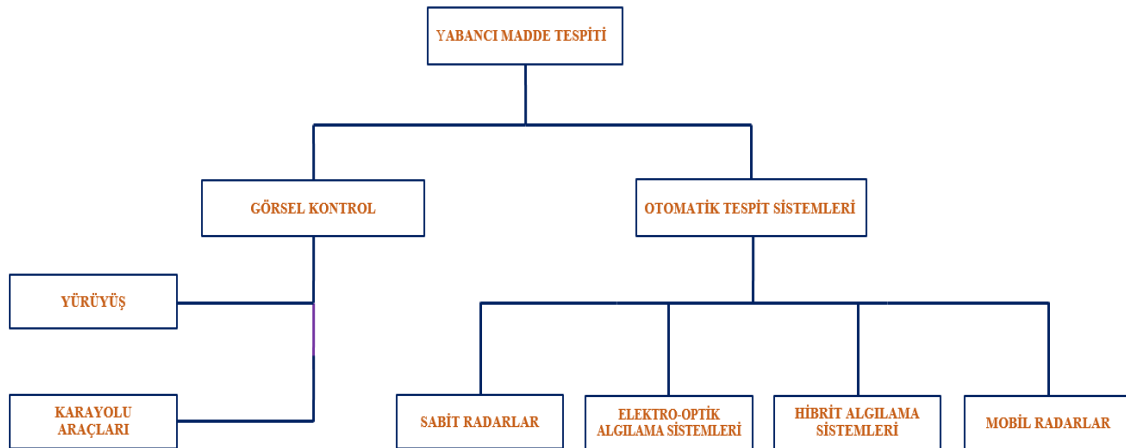 YABANCI MADDE TESPİTİ
GÖRSEL KONTROL
OTOMATİK TESPİT SİSTEMLERİ
YÜRÜYÜŞ
KARAYOLU
ARAÇLARI
SABİT RADARLAR
ELEKTRO-OPTİK
ALGILAMA SİSTEMLERİ
HİBRİT ALGILAMA
SİSTEMLERİ
MOBİL RADARLAR